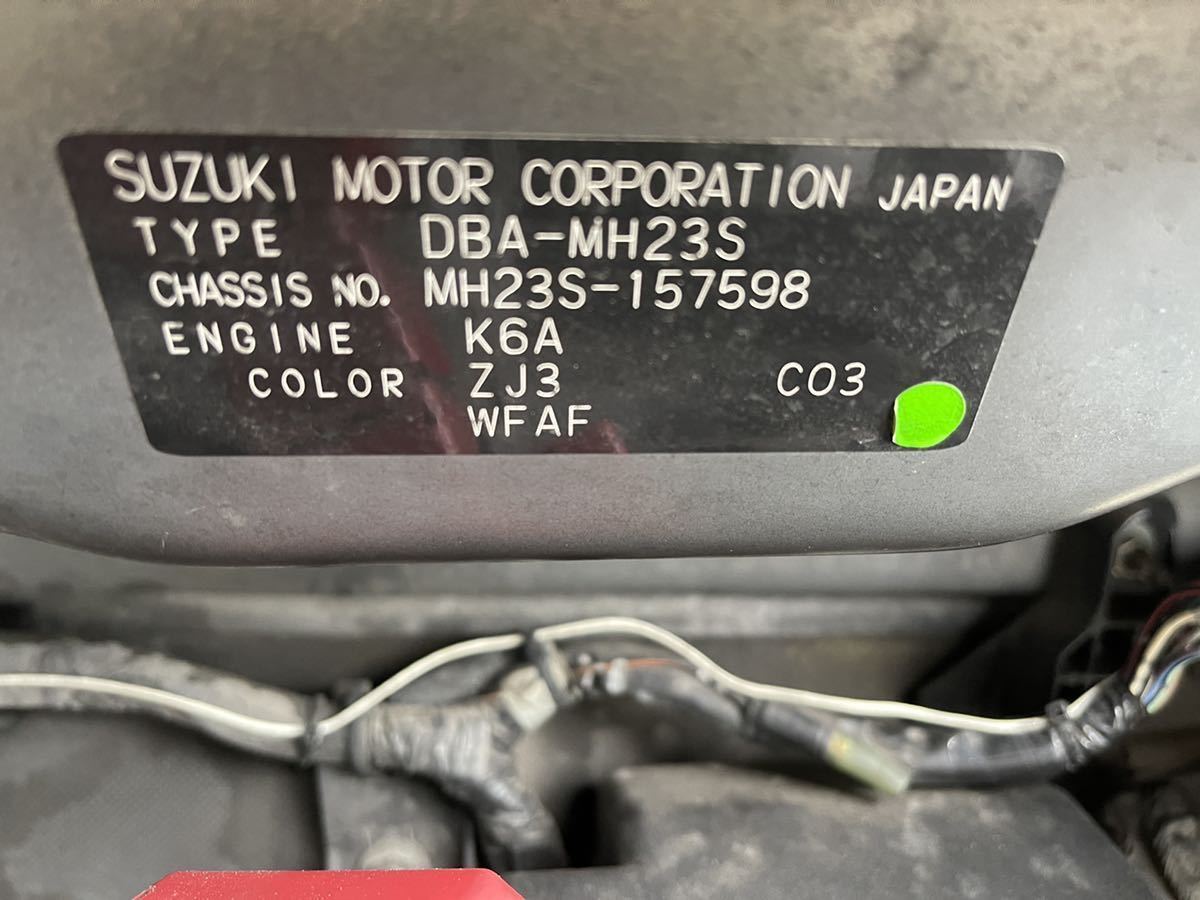 SUZUKI MOTOR CORPORATION JAPAN
TYPE DBA-MH23S
CHASSIS NO. MH23S-157598
ENGINE K6A
COLOR ZJ3 C03
WFAF